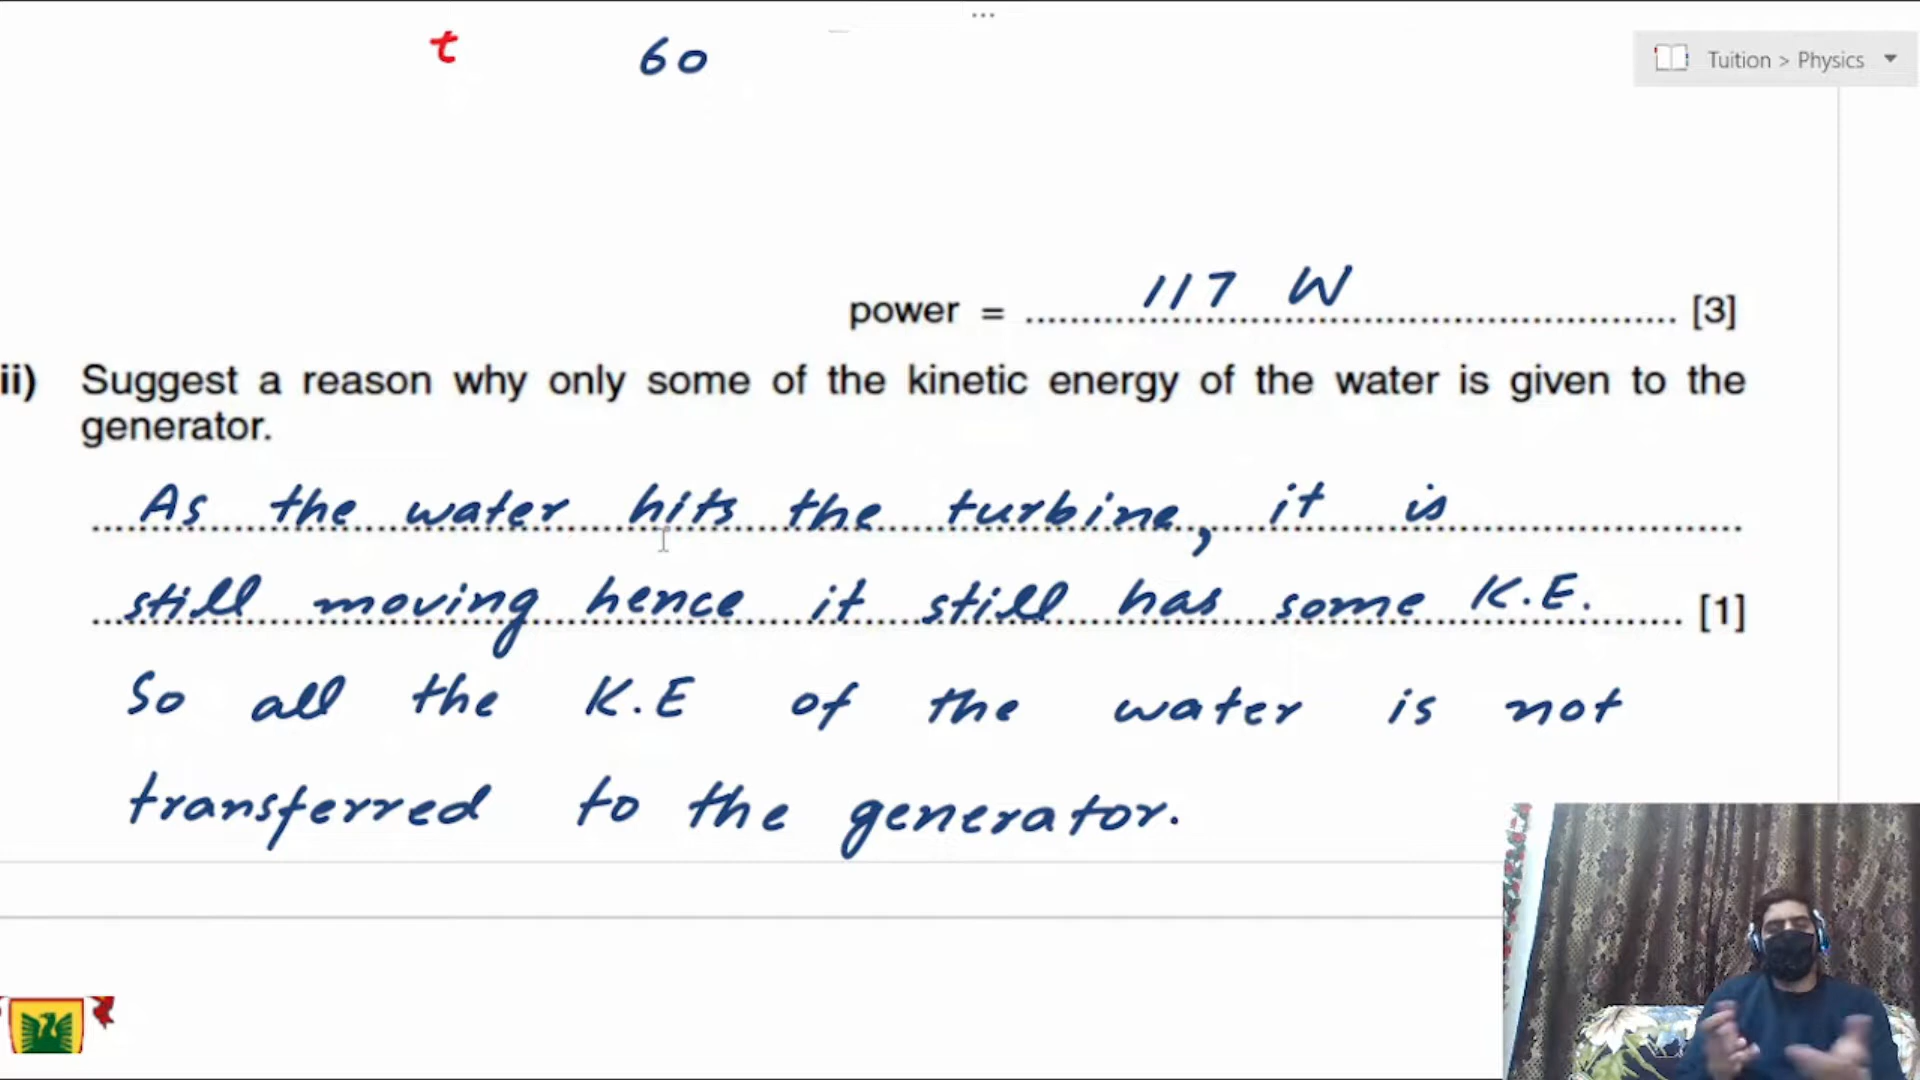 ...
t 60
Tuition > Physics
power = 117 W [3]
ii) Suggest a reason why only some of the kinetic energy of the water is given to the
generator.
As the water hits the turbine, it is
still moving hence it still has some K.E. [1]
So all the K.E of the water is not
transferred to the generator.